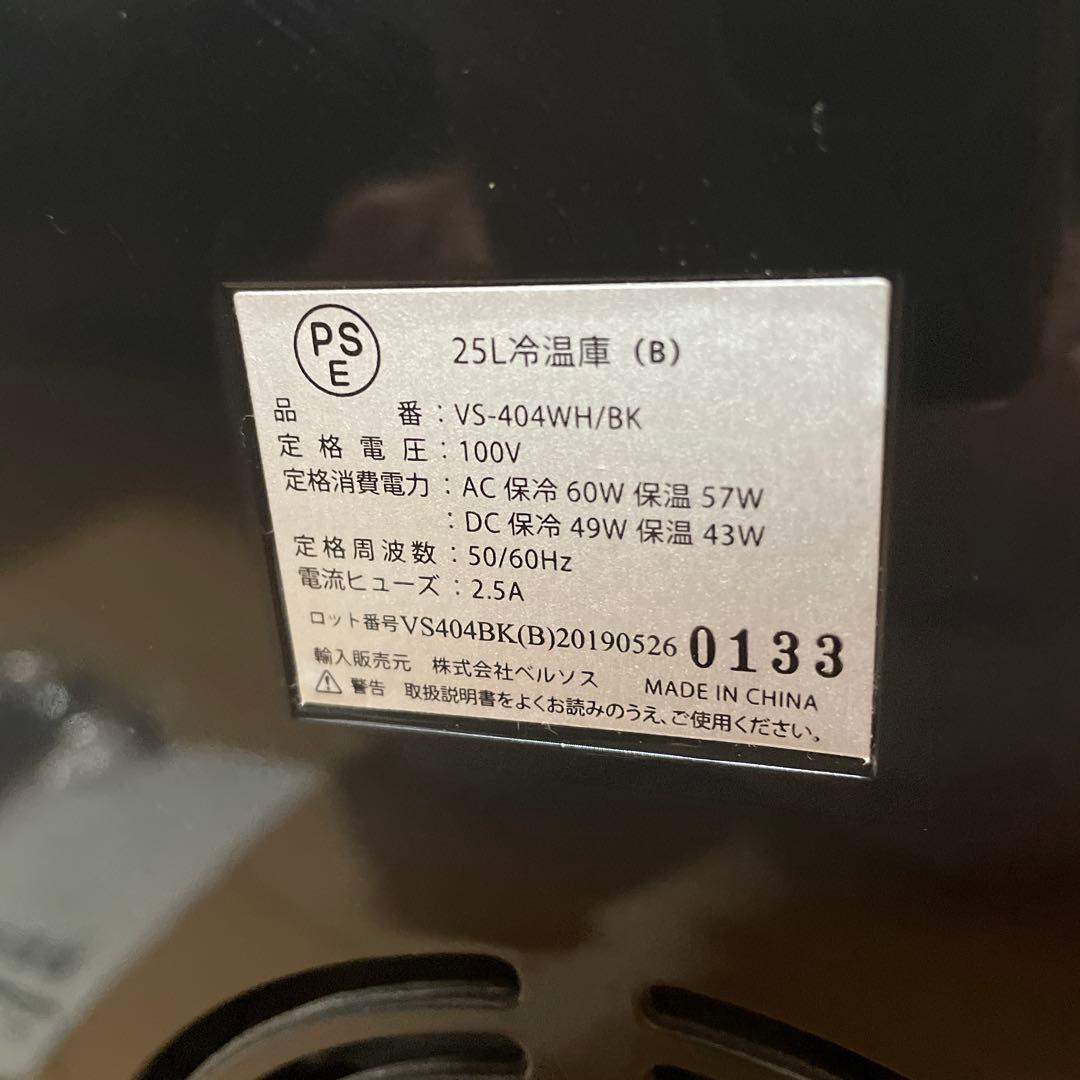 PSE
25L冷温庫（B）
品番：VS-404WH/BK
定格電圧：100V
定格消費電力：AC 保冷 60W 保温 57W
：DC 保冷 49W 保温 43W
定格周波数：50/60Hz
電流ヒューズ：2.5A
ロット番号VS404BK(B)20190526 0133
輸入販売元 株式会社ベルソス MADE IN CHINA
警告 取扱説明書をよくお読みのうえ、ご使用ください。